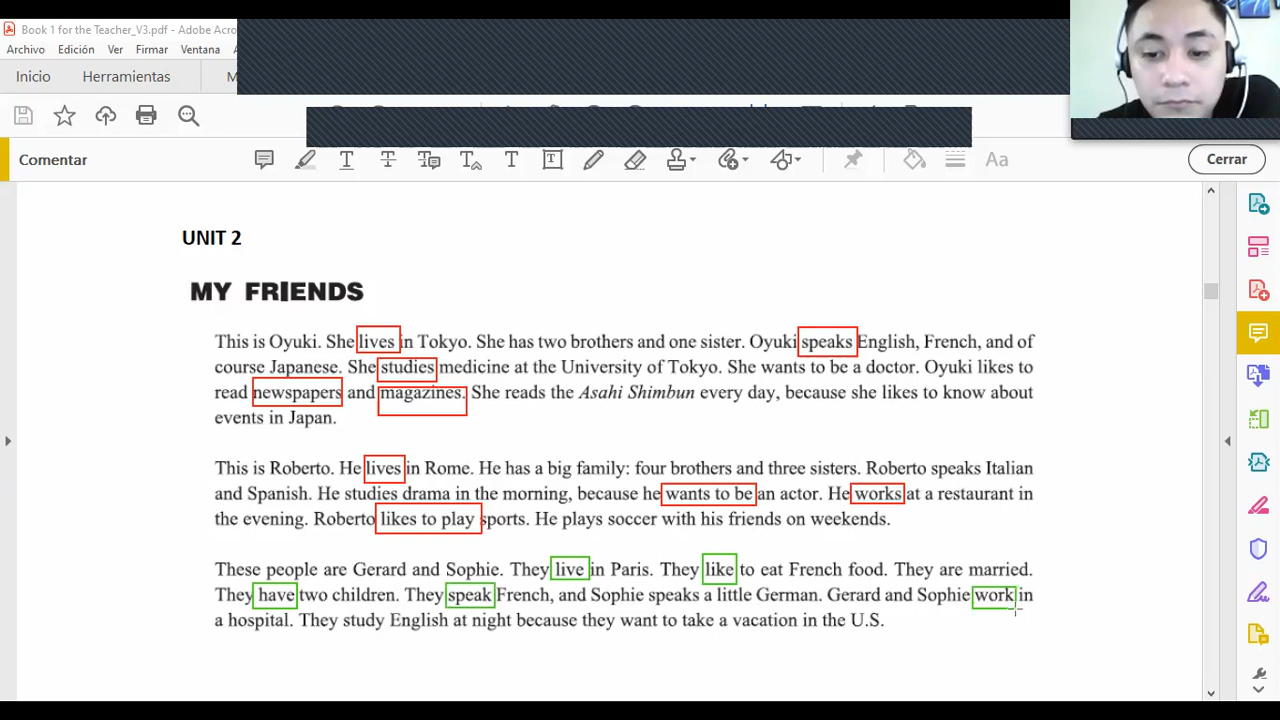 Book 1 for the Teacher_V3.pdf - Adobe Acro
Archivo Edición Ver Firmar Ventana
Inicio Herramientas M
Comentar Aa Cerrar
UNIT 2
MY FRIENDS
This is Oyuki. She lives in Tokyo. She has two brothers and one sister. Oyuki speaks English, French, and of
course Japanese. She studies medicine at the University of Tokyo. She wants to be a doctor. Oyuki likes to
read newspapers and magazines. She reads the Asahi Shimbun every day, because she likes to know about
events in Japan.
This is Roberto. He lives in Rome. He has a big family: four brothers and three sisters. Roberto speaks Italian
and Spanish. He studies drama in the morning, because he wants to be an actor. He works at a restaurant in
the evening. Roberto likes to play sports. He plays soccer with his friends on weekends.
These people are Gerard and Sophie. They live in Paris. They like to eat French food. They are married.
They have two children. They speak French, and Sophie speaks a little German. Gerard and Sophie work in
a hospital. They study English at night because they want to take a vacation in the U.S.